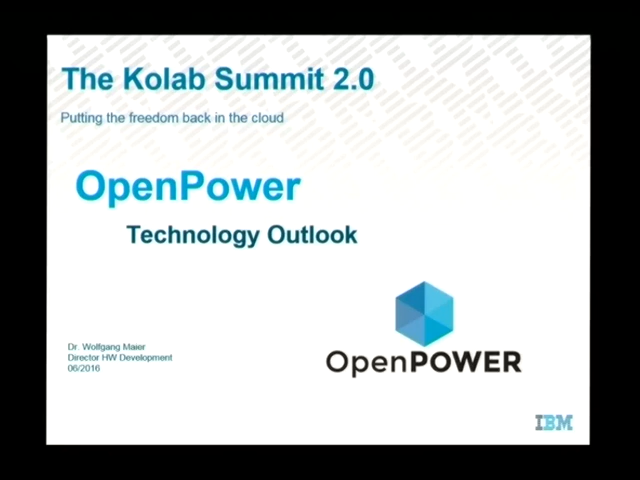 The Kolab Summit 2.0
Putting the freedom back in the cloud
OpenPower
Technology Outlook
Dr. Wolfgang Maier
Director HW Development
06/2016
OpenPOWER
IBM